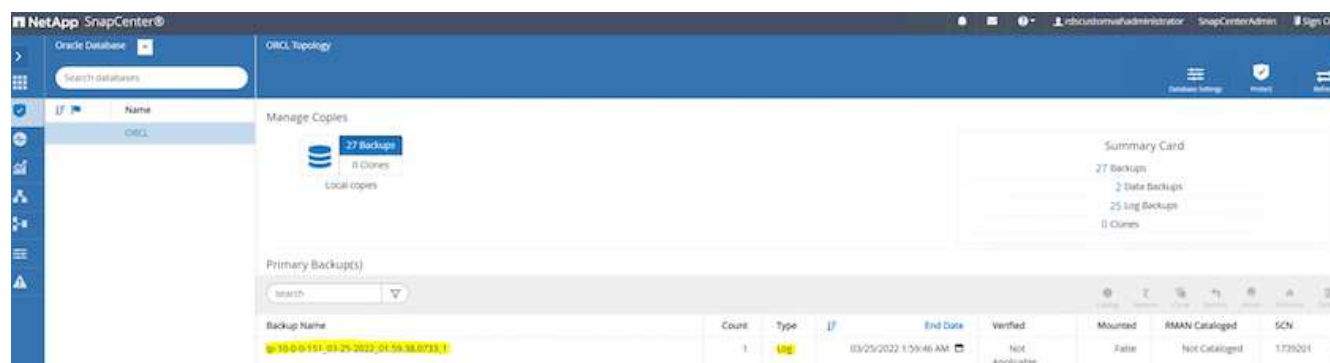 NetApp SnapCenter®
rdscustomval\administrator SnapCenterAdmin Sign O
Oracle Database
ORCL Topology
Search databases
Database Settings Protect
Name
ORCL
Manage Copies
27 Backups
0 Clones
Local copies
Summary Card
27 Backups
2 Data Backups
25 Log Backups
0 Clones
Primary Backup(s)
search
Backup Name Count Type End Date Verified Mounted RMAN Cataloged SCN
ip-10-0-0-151_03-25-2022_01.59.38.0733_1 1 Log 03/25/2022 1:59:46 AM Not False Not Cataloged 1739201
Applicable